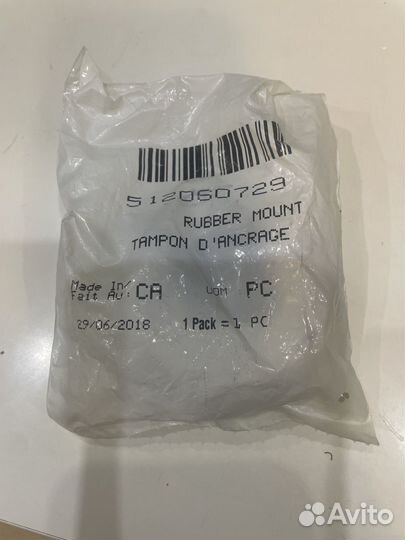 512060729
RUBBER MOUNT
TAMPON D'ANCRAGE
Made In/
Fait Au: CA UOM PC
29/06/2018 1 Pack = 1 PC
Avito